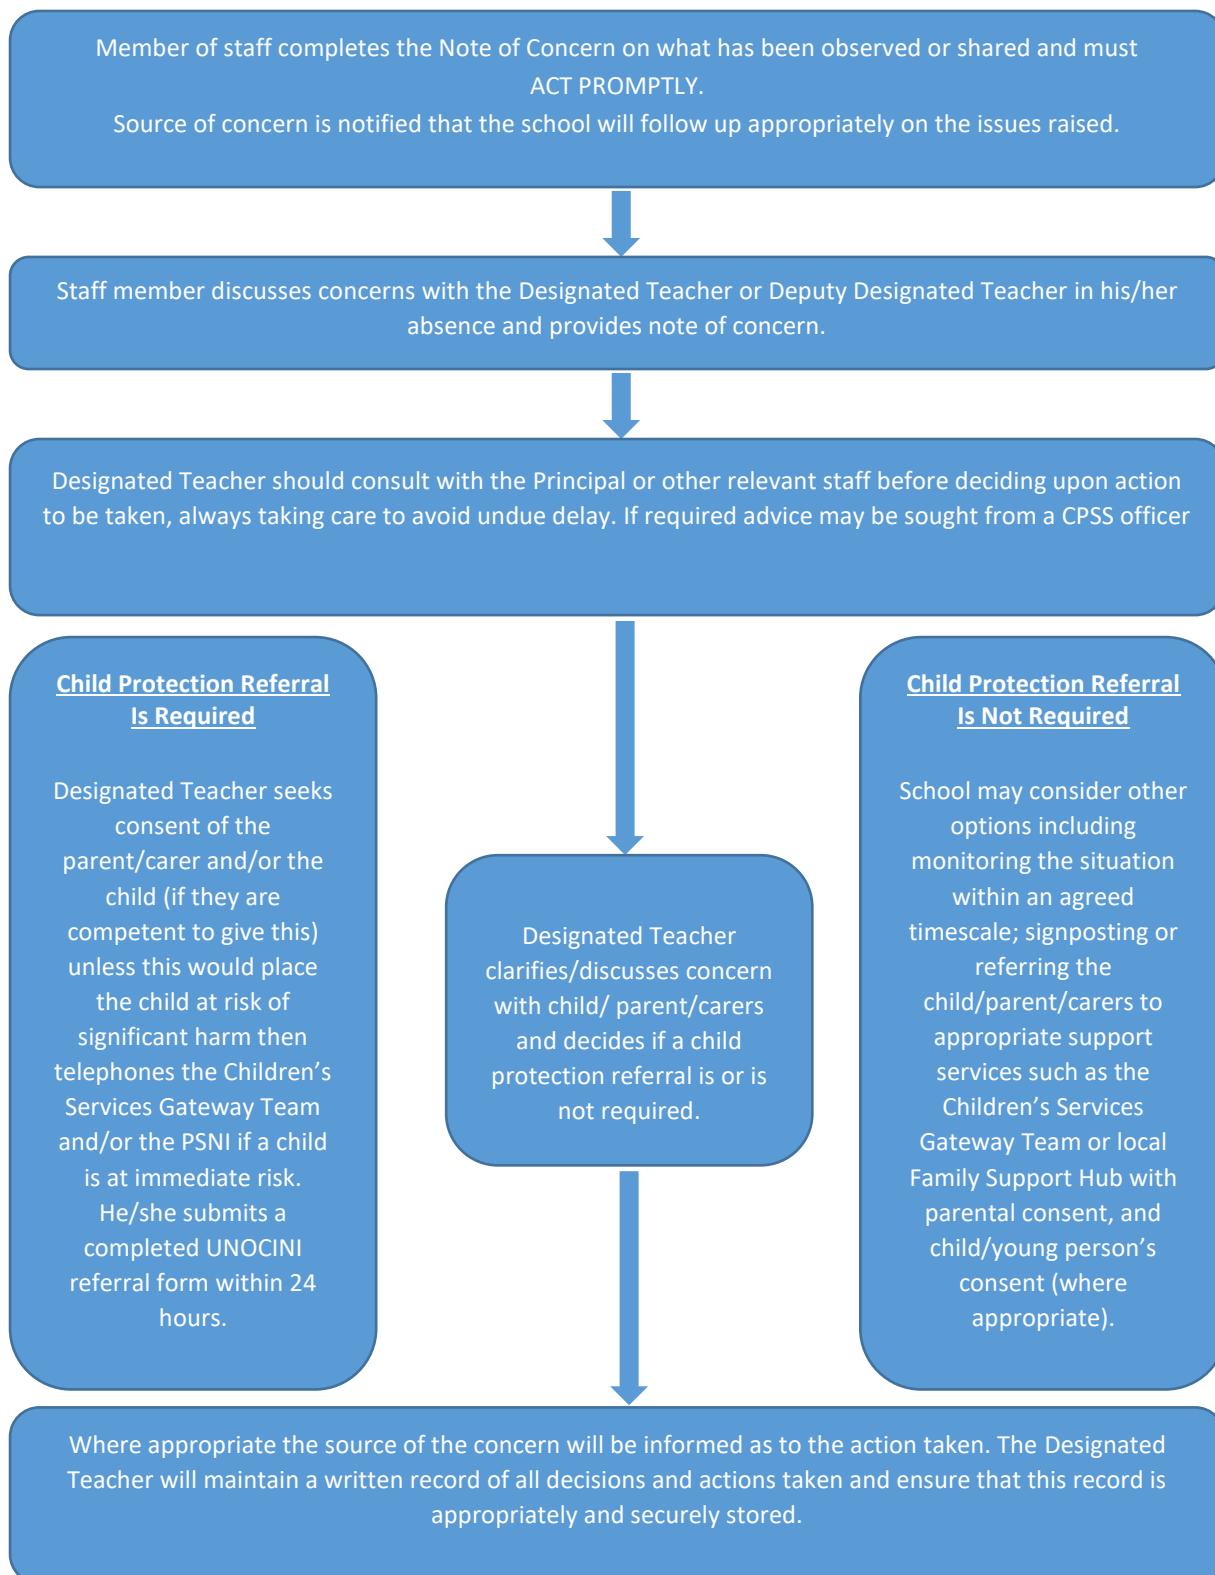 Member of staff completes the Note of Concern on what has been observed or shared and must
ACT PROMPTLY.
Source of concern is notified that the school will follow up appropriately on the issues raised.
Staff member discusses concerns with the Designated Teacher or Deputy Designated Teacher in his/her
absence and provides note of concern.
Designated Teacher should consult with the Principal or other relevant staff before deciding upon action
to be taken, always taking care to avoid undue delay. If required advice may be sought from a CPSS officer
Child Protection Referral
Is Required
Designated Teacher seeks
consent of the
parent/carer and/or the
child (if they are
competent to give this)
unless this would place
the child at risk of
significant harm then
telephones the Children’s
Services Gateway Team
and/or the PSNI if a child
is at immediate risk.
He/she submits a
completed UNOCINI
referral form within 24
hours.
Designated Teacher
clarifies/discusses concern
with child/ parent/carers
and decides if a child
protection referral is or is
not required.
Child Protection Referral
Is Not Required
School may consider other
options including
monitoring the situation
within an agreed
timescale; signposting or
referring the
child/parent/carers to
appropriate support
services such as the
Children’s Services
Gateway Team or local
Family Support Hub with
parental consent, and
child/young person’s
consent (where
appropriate).
Where appropriate the source of the concern will be informed as to the action taken. The Designated
Teacher will maintain a written record of all decisions and actions taken and ensure that this record is
appropriately and securely stored.